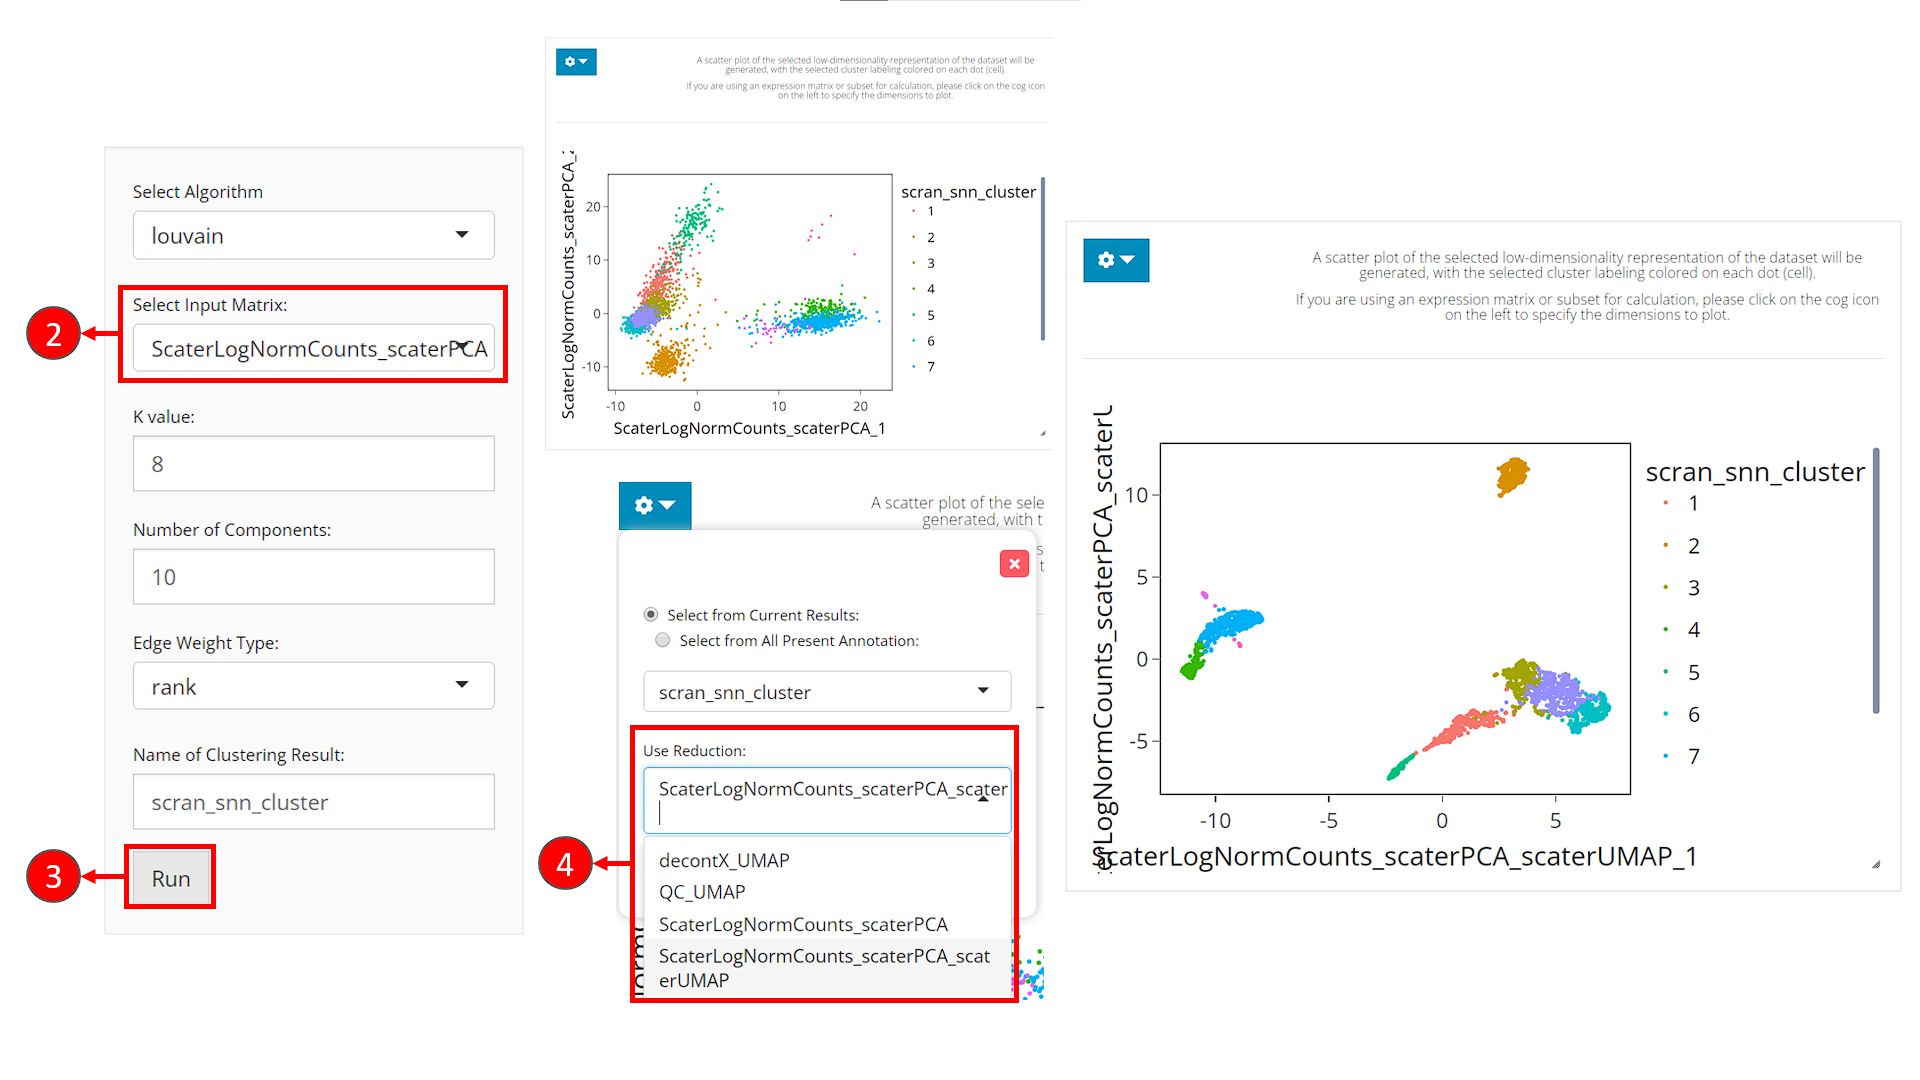 Select Algorithm
louvain
2
Select Input Matrix:
ScaterLogNormCounts_scaterPCA
K value:
8
Number of Components:
10
Edge Weight Type:
rank
Name of Clustering Result:
scran_snn_cluster
3
Run
A scatter plot of the selected low-dimensionality representation of the dataset will be
generated, with the selected cluster labeling colored on each dot (cell).
If you are using an expression matrix or subset for calculation, please click on the cog icon
on the left to specify the dimensions to plot.
ScaterLogNormCounts_scaterPCA_
20
10
0
-10
-10
0
10
20
ScaterLogNormCounts_scaterPCA_1
scran_snn_cluster
1
2
3
4
5
6
7
A scatter plot of the sele
generated, with t
s
t
Select from Current Results:
Select from All Present Annotation:
scran_snn_cluster
4
Use Reduction:
ScaterLogNormCounts_scaterPCA_scater
decontX_UMAP
QC_UMAP
ScaterLogNormCounts_scaterPCA
ScaterLogNormCounts_scaterPCA_scat
erUMAP
A scatter plot of the selected low-dimensionality representation of the dataset will be
generated, with the selected cluster labeling colored on each dot (cell).
If you are using an expression matrix or subset for calculation, please click on the cog icon
on the left to specify the dimensions to plot.
LogNormCounts_scaterPCA_scater
10
5
0
-5
-10
-5
0
5
ScaterLogNormCounts_scaterPCA_scaterUMAP_1
scran_snn_cluster
1
2
3
4
5
6
7